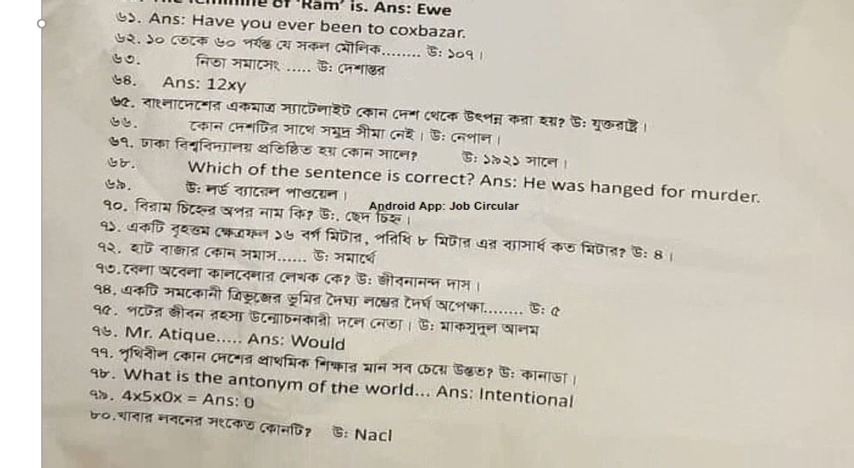 The Feminine of 'Ram' is. Ans: Ewe
৬১. Ans: Have you ever been to coxbazar.
৬২. ১০ তেকে ৬০ পর্যন্ত যে সকল মৌলিক........ উ: ১০৭।
৬৩. নিতা সমাসেং ..... উ: দেশান্তর
৬৪. Ans: 12xy
৬৫. বাংলাদেশের একমাত্র স্যাটেলাইট কোন দেশ থেকে উৎপন্ন করা হয়? উ: যুক্তরাষ্ট্রে।
৬৬. কোন দেশটির সাথে সমুদ্র সীমা নেই। উ: নেপাল।
৬৭. ঢাকা বিশ্ববিদ্যালয় প্রতিষ্ঠিত হয় কোন সালে? উ: ১৯২১ সালে।
৬৮. Which of the sentence is correct? Ans: He was hanged for murder.
৬৯. উ: লর্ড ব্যাডেন পাওয়েল।
Android App: Job Circular
৭০. বিরাম চিহ্নের অপর নাম কি? উ:. ছেদ চিহ্ন।
৭১. একটি বৃত্তের ক্ষেত্রফল ১৬ বর্গ মিটার, পরিধি ৮ মিটার এর ব্যাসার্ধ কত মিটার? উ: ৪।
৭২. হাট বাজার কোন সমাস...... উ: সমার্থে
৭৩.বেলা অবেলা কালবেলার লেখক কে? উ: জীবনানন্দ দাস।
৭৪. একটি সমকোনী ত্রিভুজের ভূমির দৈঘ্য লম্বের দৈর্ঘ অপেক্ষা........ উ: ৫
৭৫. পাটের জীবন রহস্য উন্মোচনকারী দলে নেতা। উ: মাকসুদুল আলম
৭৬. Mr. Atique..... Ans: Would
৭৭. পৃথিবীল কোন দেশের প্রাথমিক শিক্ষার মান সব চেয়ে উন্নত? উ: কানাডা।
৭৮. What is the antonym of the world... Ans: Intentional
৭৯. 4x5x0x = Ans: 0
৮০.খাবার লবনের সংকেত কোনটি? উ: Nacl